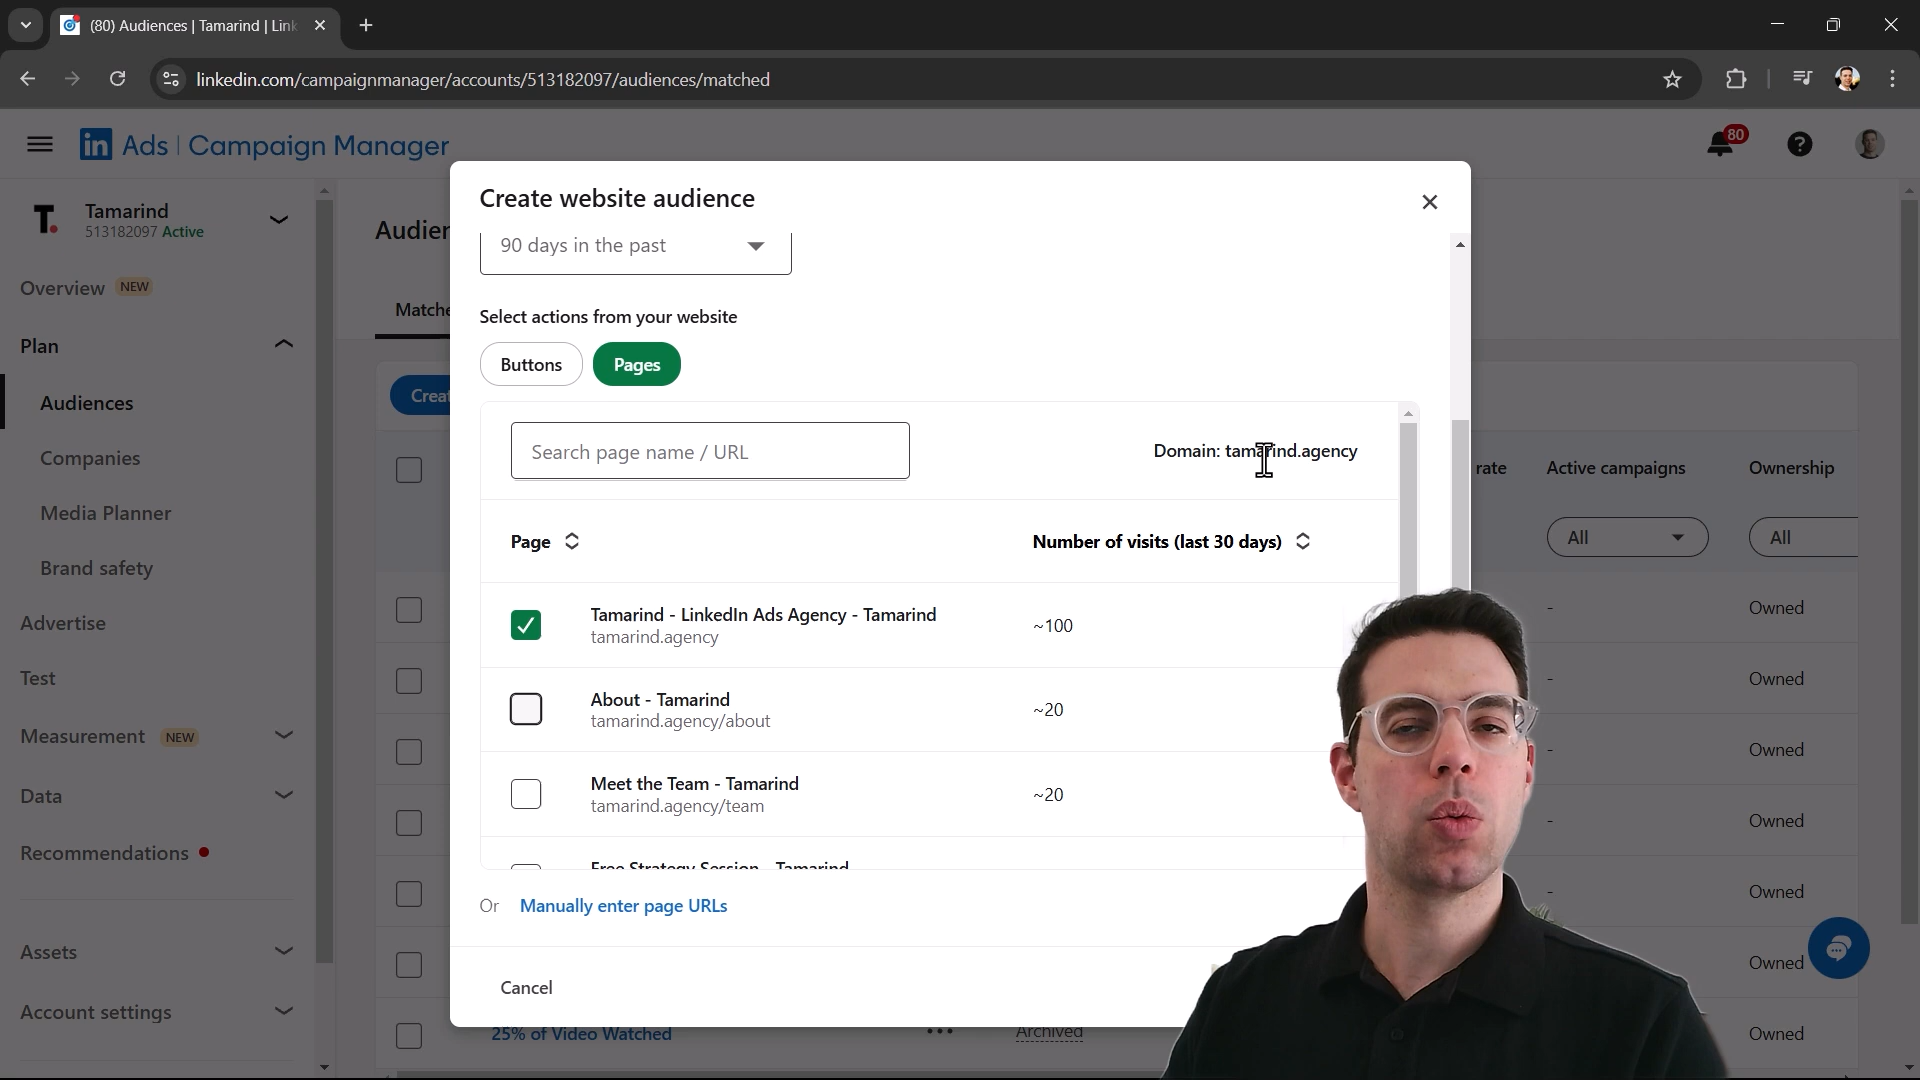 (80) Audiences | Tamarind | Link
linkedin.com/campaignmanager/accounts/513182097/audiences/matched
in Ads | Campaign Manager
80
Tamarind
513182097 Active
Overview NEW
Plan
Audiences
Companies
Media Planner
Brand safety
Advertise
Test
Measurement NEW
Data
Recommendations
Assets
Account settings
Create website audience
90 days in the past
Select actions from your website
Buttons Pages
Search page name / URL
Domain: tamarind.agency
Page Number of visits (last 30 days)
Tamarind - LinkedIn Ads Agency - Tamarind
tamarind.agency
~100
About - Tamarind
tamarind.agency/about
~20
Meet the Team - Tamarind
tamarind.agency/team
~20
Free Strategy Session - Tamarind
Or Manually enter page URLs
Cancel
25% of Video Watched
Archived
rate Active campaigns Ownership
All All
- Owned
- Owned
- Owned
- Owned
- Owned
Owned
Owned